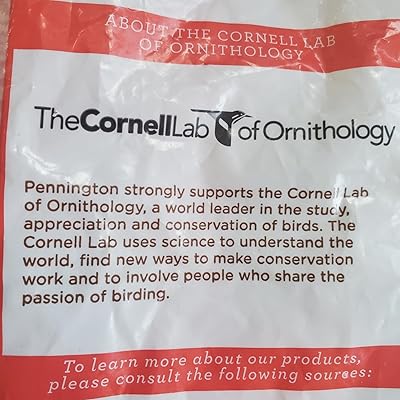 ABOUT THE CORNELL LAB
OF ORNITHOLOGY
TheCornellLab of Ornithology
Pennington strongly supports the Cornell Lab
of Ornithology, a world leader in the study,
appreciation and conservation of birds. The
Cornell Lab uses science to understand the
world, find new ways to make conservation
work and to involve people who share the
passion of birding.
To learn more about our products,
please consult the following sources: